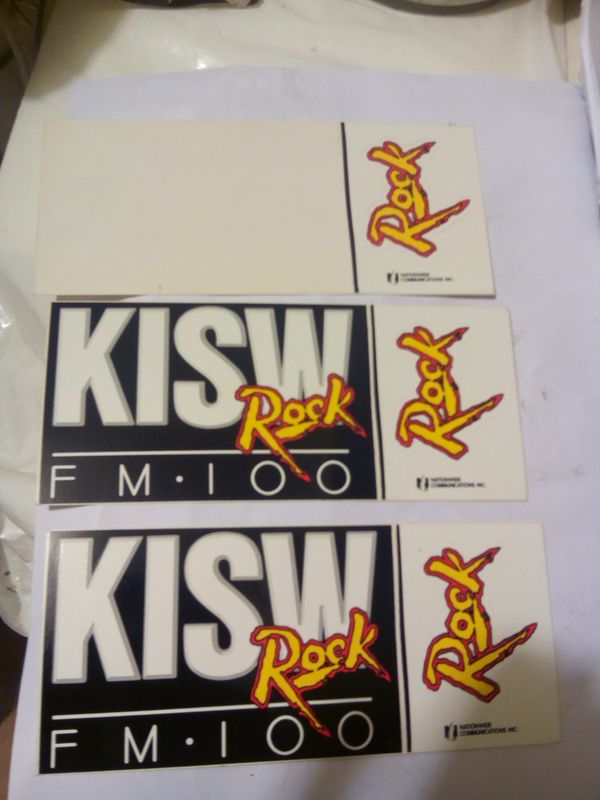 Rock
NATIONWIDE
COMMUNICATIONS INC.
KISW
Rock
FM•100
Rock
NATIONWIDE
COMMUNICATIONS INC.
KISW
Rock
FM•100
Rock
NATIONWIDE
COMMUNICATIONS INC.